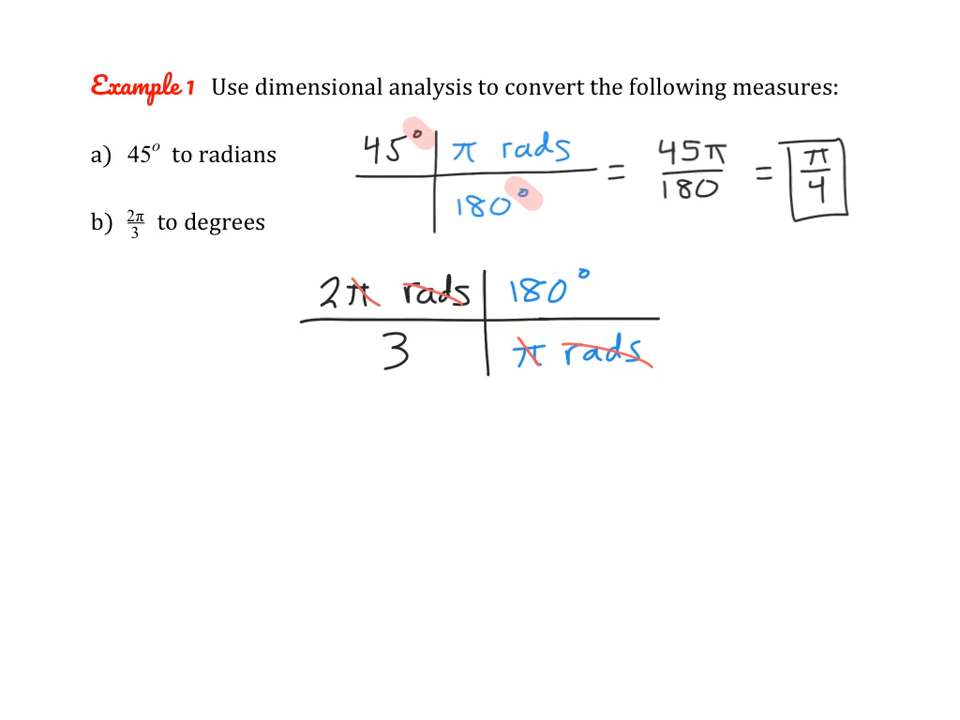 Example 1 Use dimensional analysis to convert the following measures:
a) 45° to radians
45° | π rads / 180° = 45π/180 = π/4
b) 2π/3 to degrees
2π rads | 180°
3 | π rads